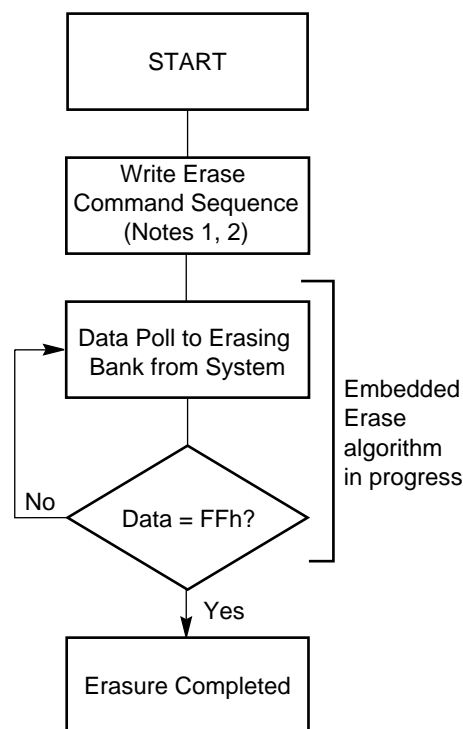 START
Write Erase
Command Sequence
(Notes 1, 2)
Data Poll to Erasing
Bank from System
Embedded
Erase
algorithm
in progress
No
Data = FFh?
Yes
Erasure Completed